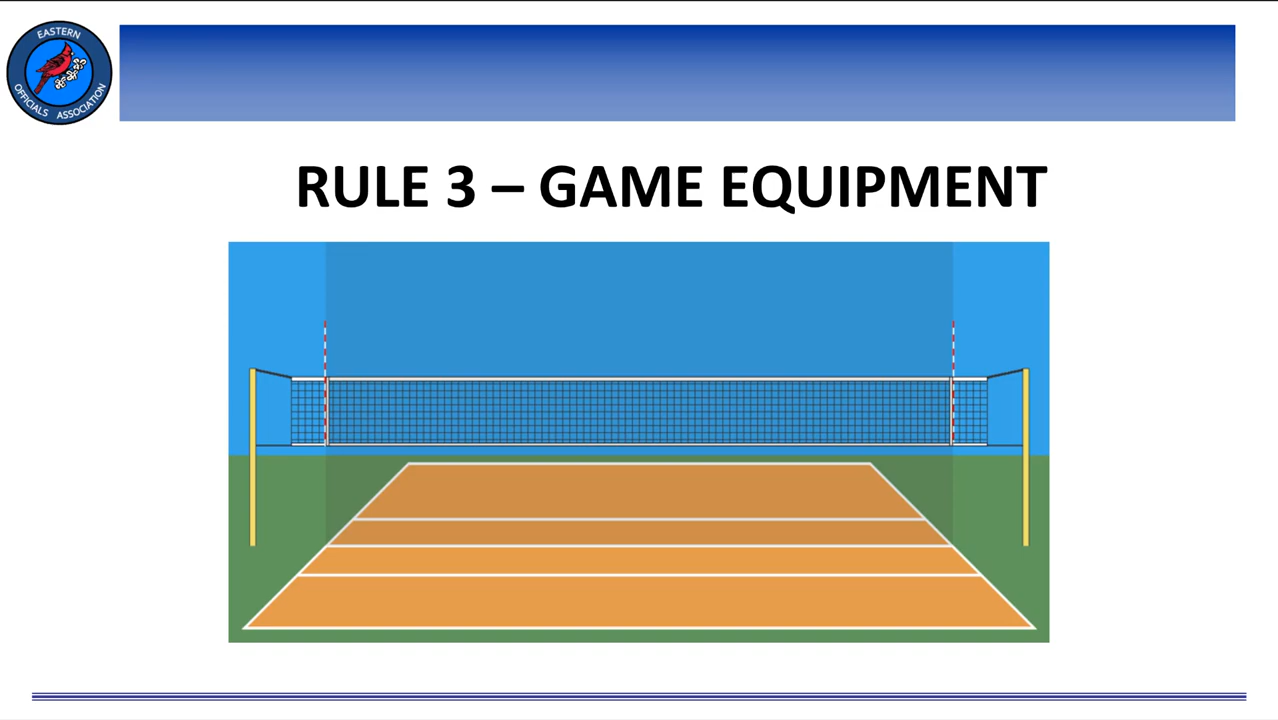 EASTERN
OFFICIALS ASSOCIATION
RULE 3 – GAME EQUIPMENT